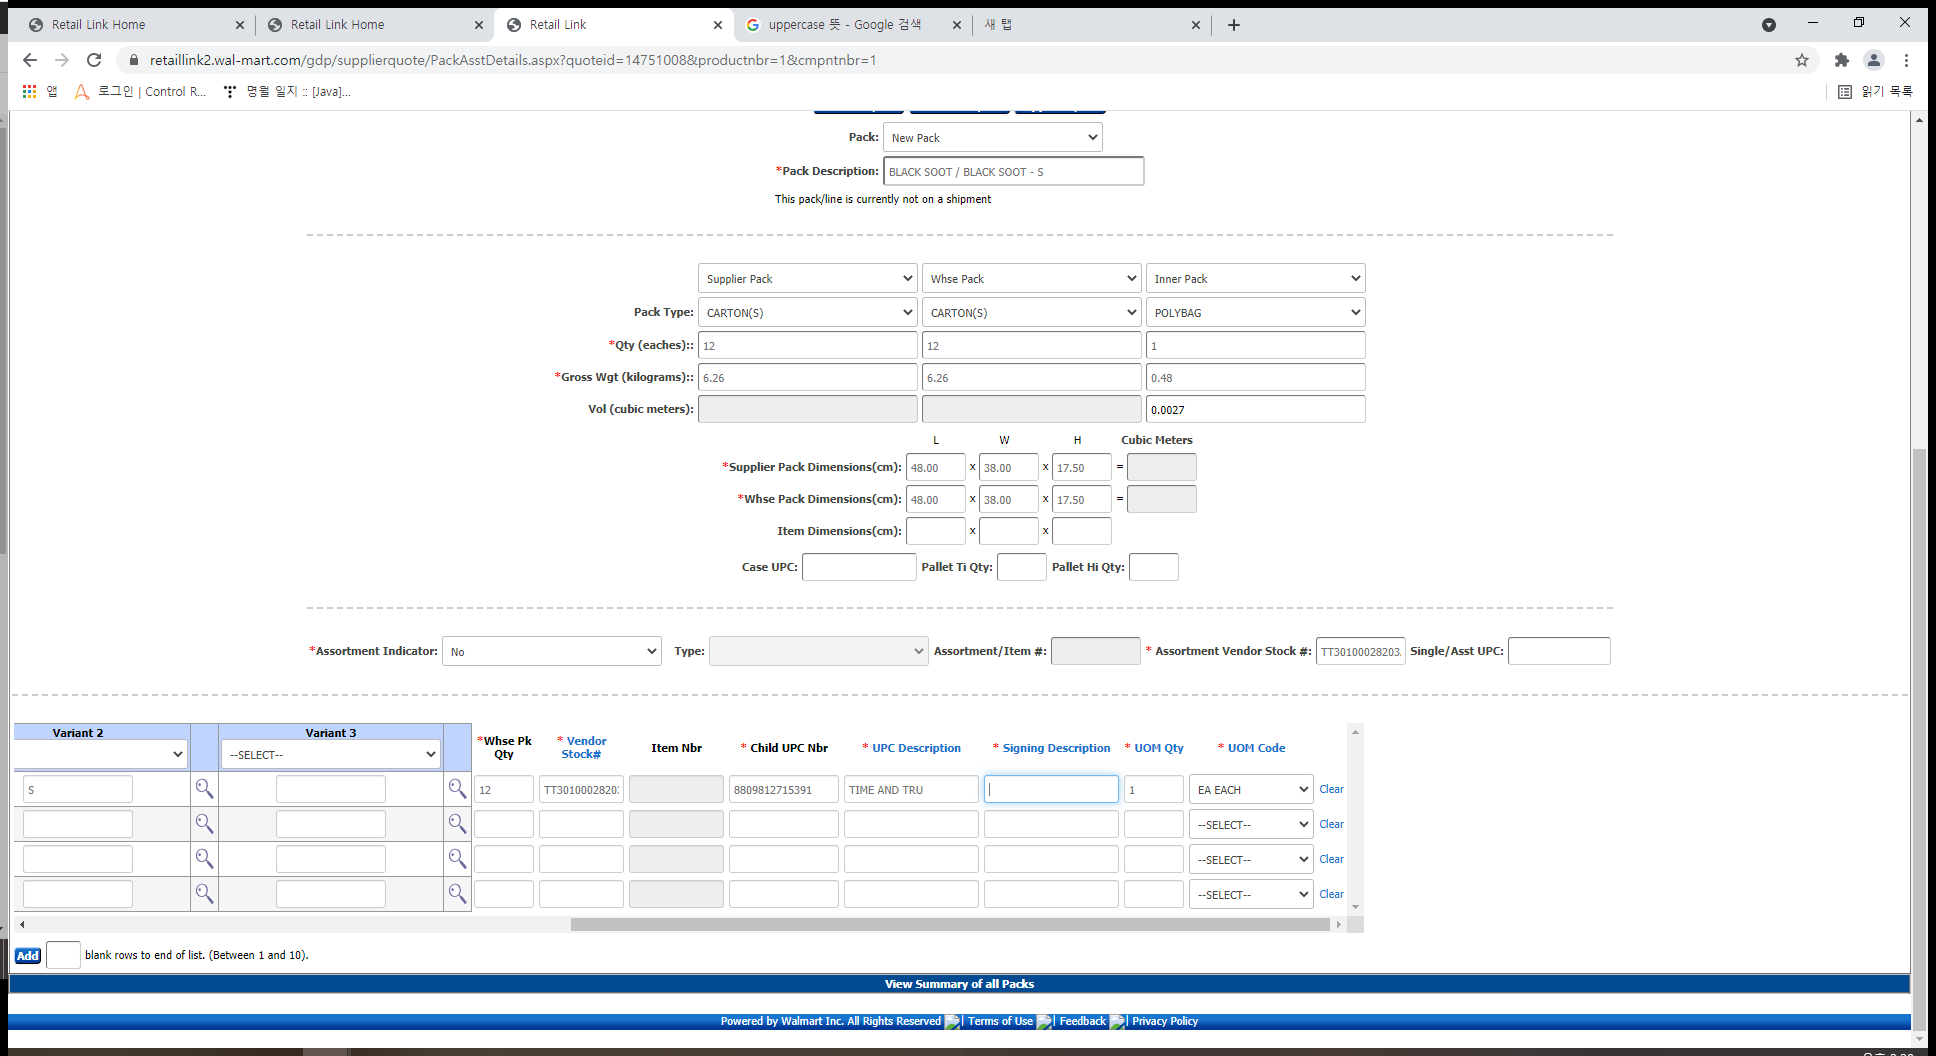 Retail Link Home
Retail Link Home
Retail Link
uppercase 뜻 - Google 검색
새 탭
retaillink2.wal-mart.com/gdp/supplierquote/PackAsstDetails.aspx?quoteid=14751008&productnbr=1&cmpntnbr=1
앱
로그인 | Control R...
명월 일지 :: [Java]...
읽기 목록
Pack: New Pack
*Pack Description: BLACK SOOT / BLACK SOOT - S
This pack/line is currently not on a shipment
Supplier Pack Whse Pack Inner Pack
Pack Type: CARTON(S) CARTON(S) POLYBAG
*Qty (eaches):: 12 12 1
*Gross Wgt (kilograms):: 6.26 6.26 0.48
Vol (cubic meters): 0.0027
L W H Cubic Meters
*Supplier Pack Dimensions(cm): 48.00 x 38.00 x 17.50 =
*Whse Pack Dimensions(cm): 48.00 x 38.00 x 17.50 =
Item Dimensions(cm): x x
Case UPC: Pallet Ti Qty: Pallet Hi Qty:
*Assortment Indicator: No Type: Assortment/Item #: * Assortment Vendor Stock #: TT30100028203. Single/Asst UPC:
Variant 2 Variant 3 *Whse Pk Qty * Vendor Stock# Item Nbr * Child UPC Nbr * UPC Description * Signing Description * UOM Qty * UOM Code
--SELECT--
S 12 TT3010002820 8809812715391 TIME AND TRU 1 EA EACH Clear
--SELECT-- Clear
--SELECT-- Clear
--SELECT-- Clear
Add blank rows to end of list. (Between 1 and 10).
View Summary of all Packs
Powered by Walmart Inc. All Rights Reserved | Terms of Use | Feedback | Privacy Policy